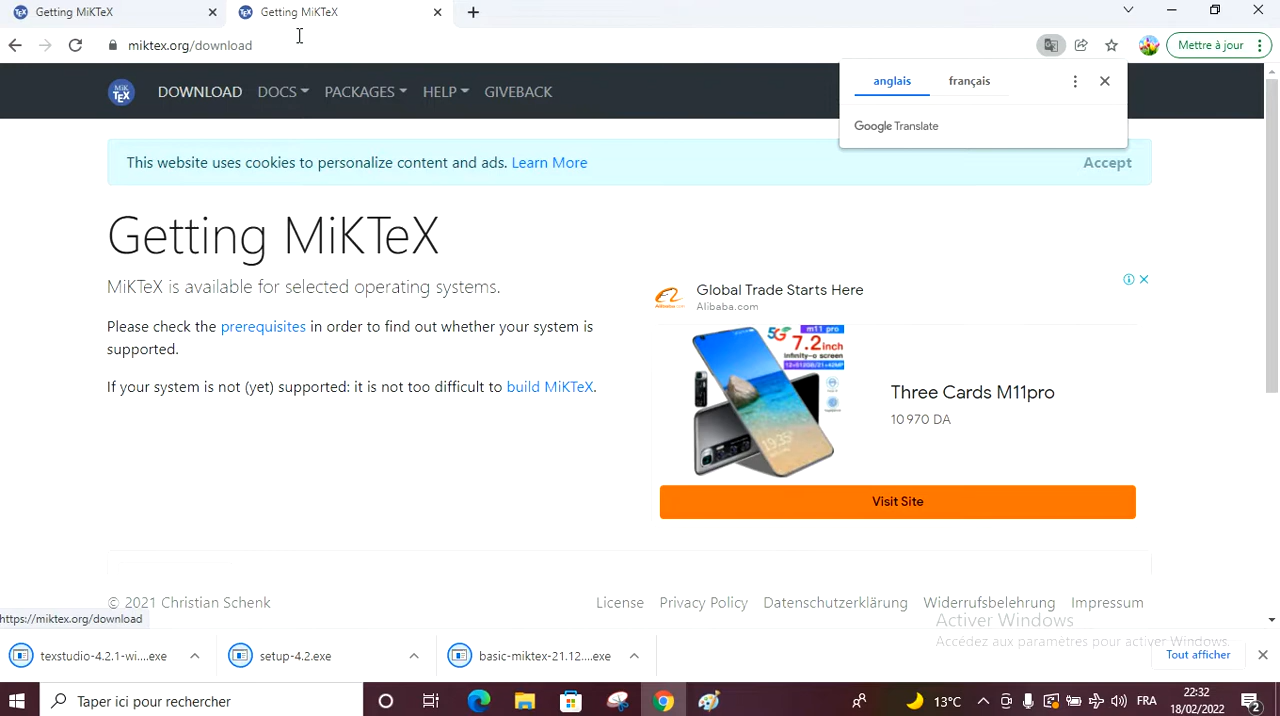 Getting MiKTeX
Getting MiKTeX
miktex.org/download
Mettre à jour
MiK
TEX
DOWNLOAD
DOCS
PACKAGES
HELP
GIVEBACK
anglais
français
Google Translate
This website uses cookies to personalize content and ads. Learn More
Accept
Getting MiKTeX
MiKTeX is available for selected operating systems.
Please check the prerequisites in order to find out whether your system is
supported.
If your system is not (yet) supported: it is not too difficult to build MiKTeX.
Global Trade Starts Here
Alibaba.com
m11 pro
5G 7.2inch
infinity-o screen
19:35
Three Cards M11pro
10 970 DA
Visit Site
© 2021 Christian Schenk
License
Privacy Policy
Datenschutzerklärung
Widerrufsbelehrung
Impressum
https://miktex.org/download
Activer Windows
Accédez aux paramètres pour activer Windows.
texstudio-4.2.1-wi....exe
setup-4.2.exe
basic-miktex-21.12....exe
Tout afficher
Taper ici pour rechercher
13°C
FRA
22:32
18/02/2022
2